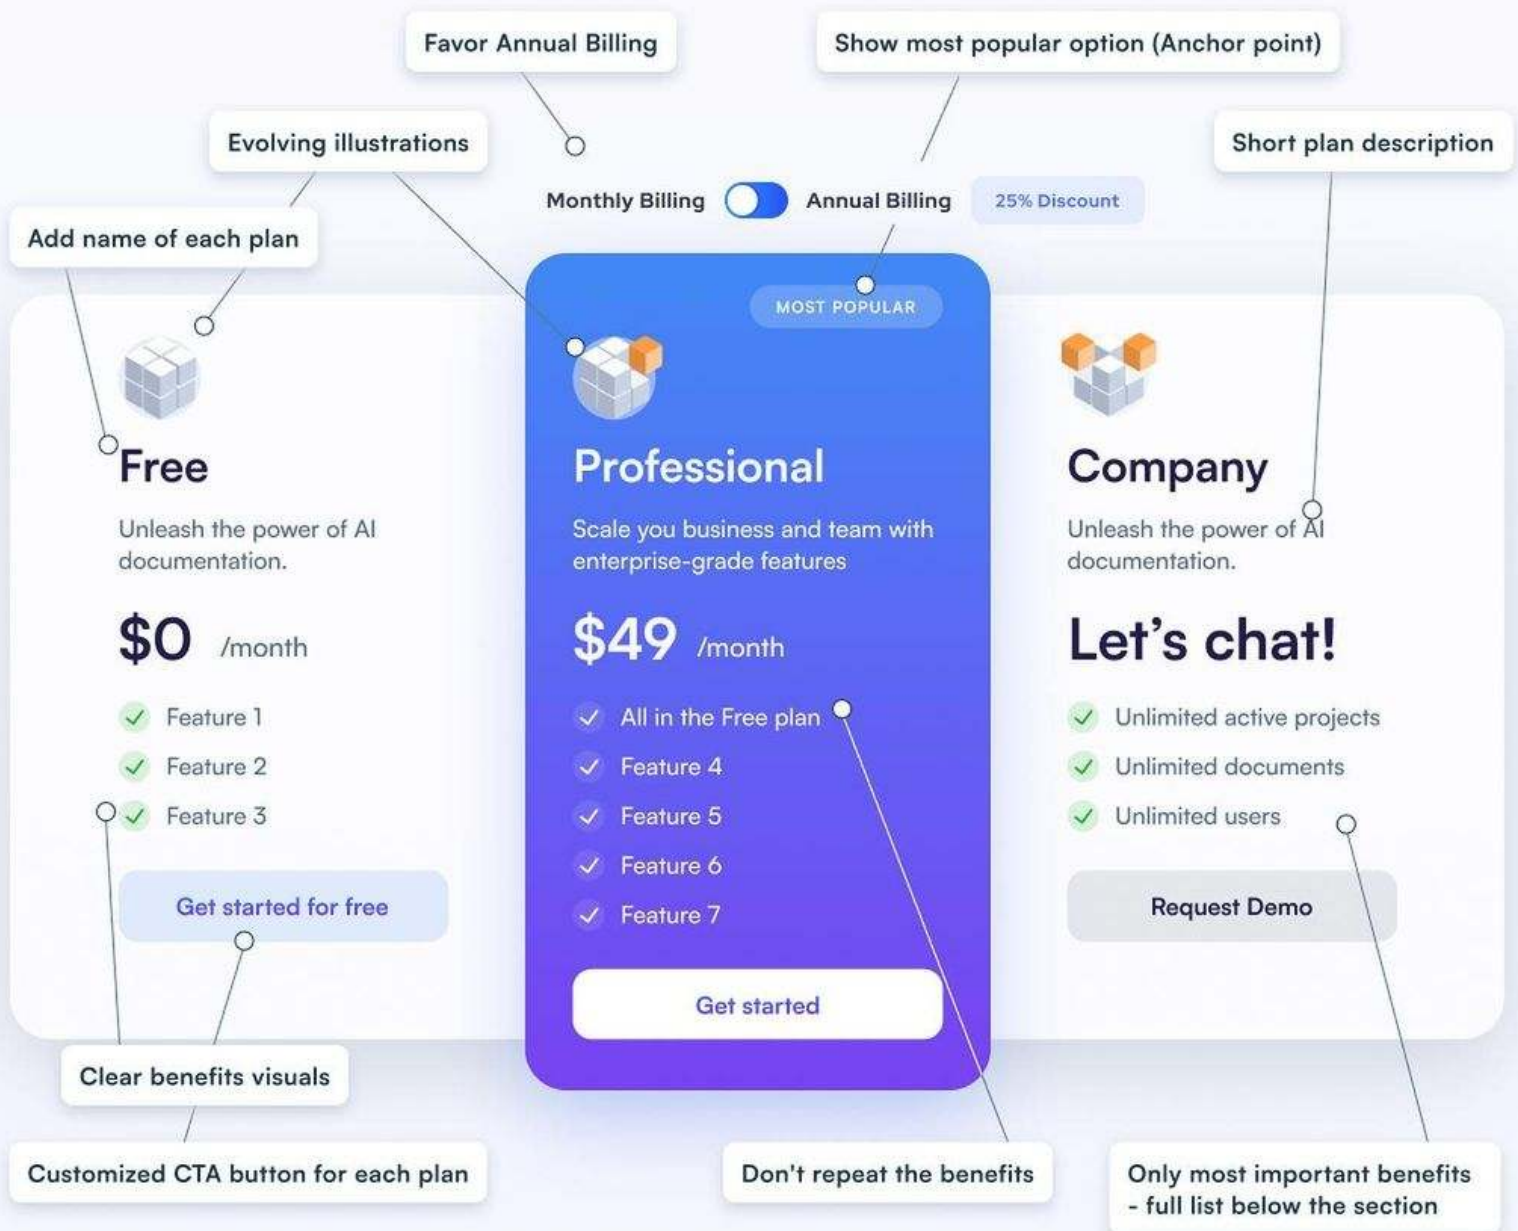 Favor Annual Billing
Show most popular option (Anchor point)
Evolving illustrations
Short plan description
Monthly Billing
Annual Billing
25% Discount
Add name of each plan
MOST POPULAR
Free
Unleash the power of AI
documentation.
$0 /month
Feature 1
Feature 2
Feature 3
Get started for free
Professional
Scale you business and team with
enterprise-grade features
$49 /month
All in the Free plan
Feature 4
Feature 5
Feature 6
Feature 7
Get started
Company
Unleash the power of AI
documentation.
Let's chat!
Unlimited active projects
Unlimited documents
Unlimited users
Request Demo
Clear benefits visuals
Customized CTA button for each plan
Don't repeat the benefits
Only most important benefits
- full list below the section